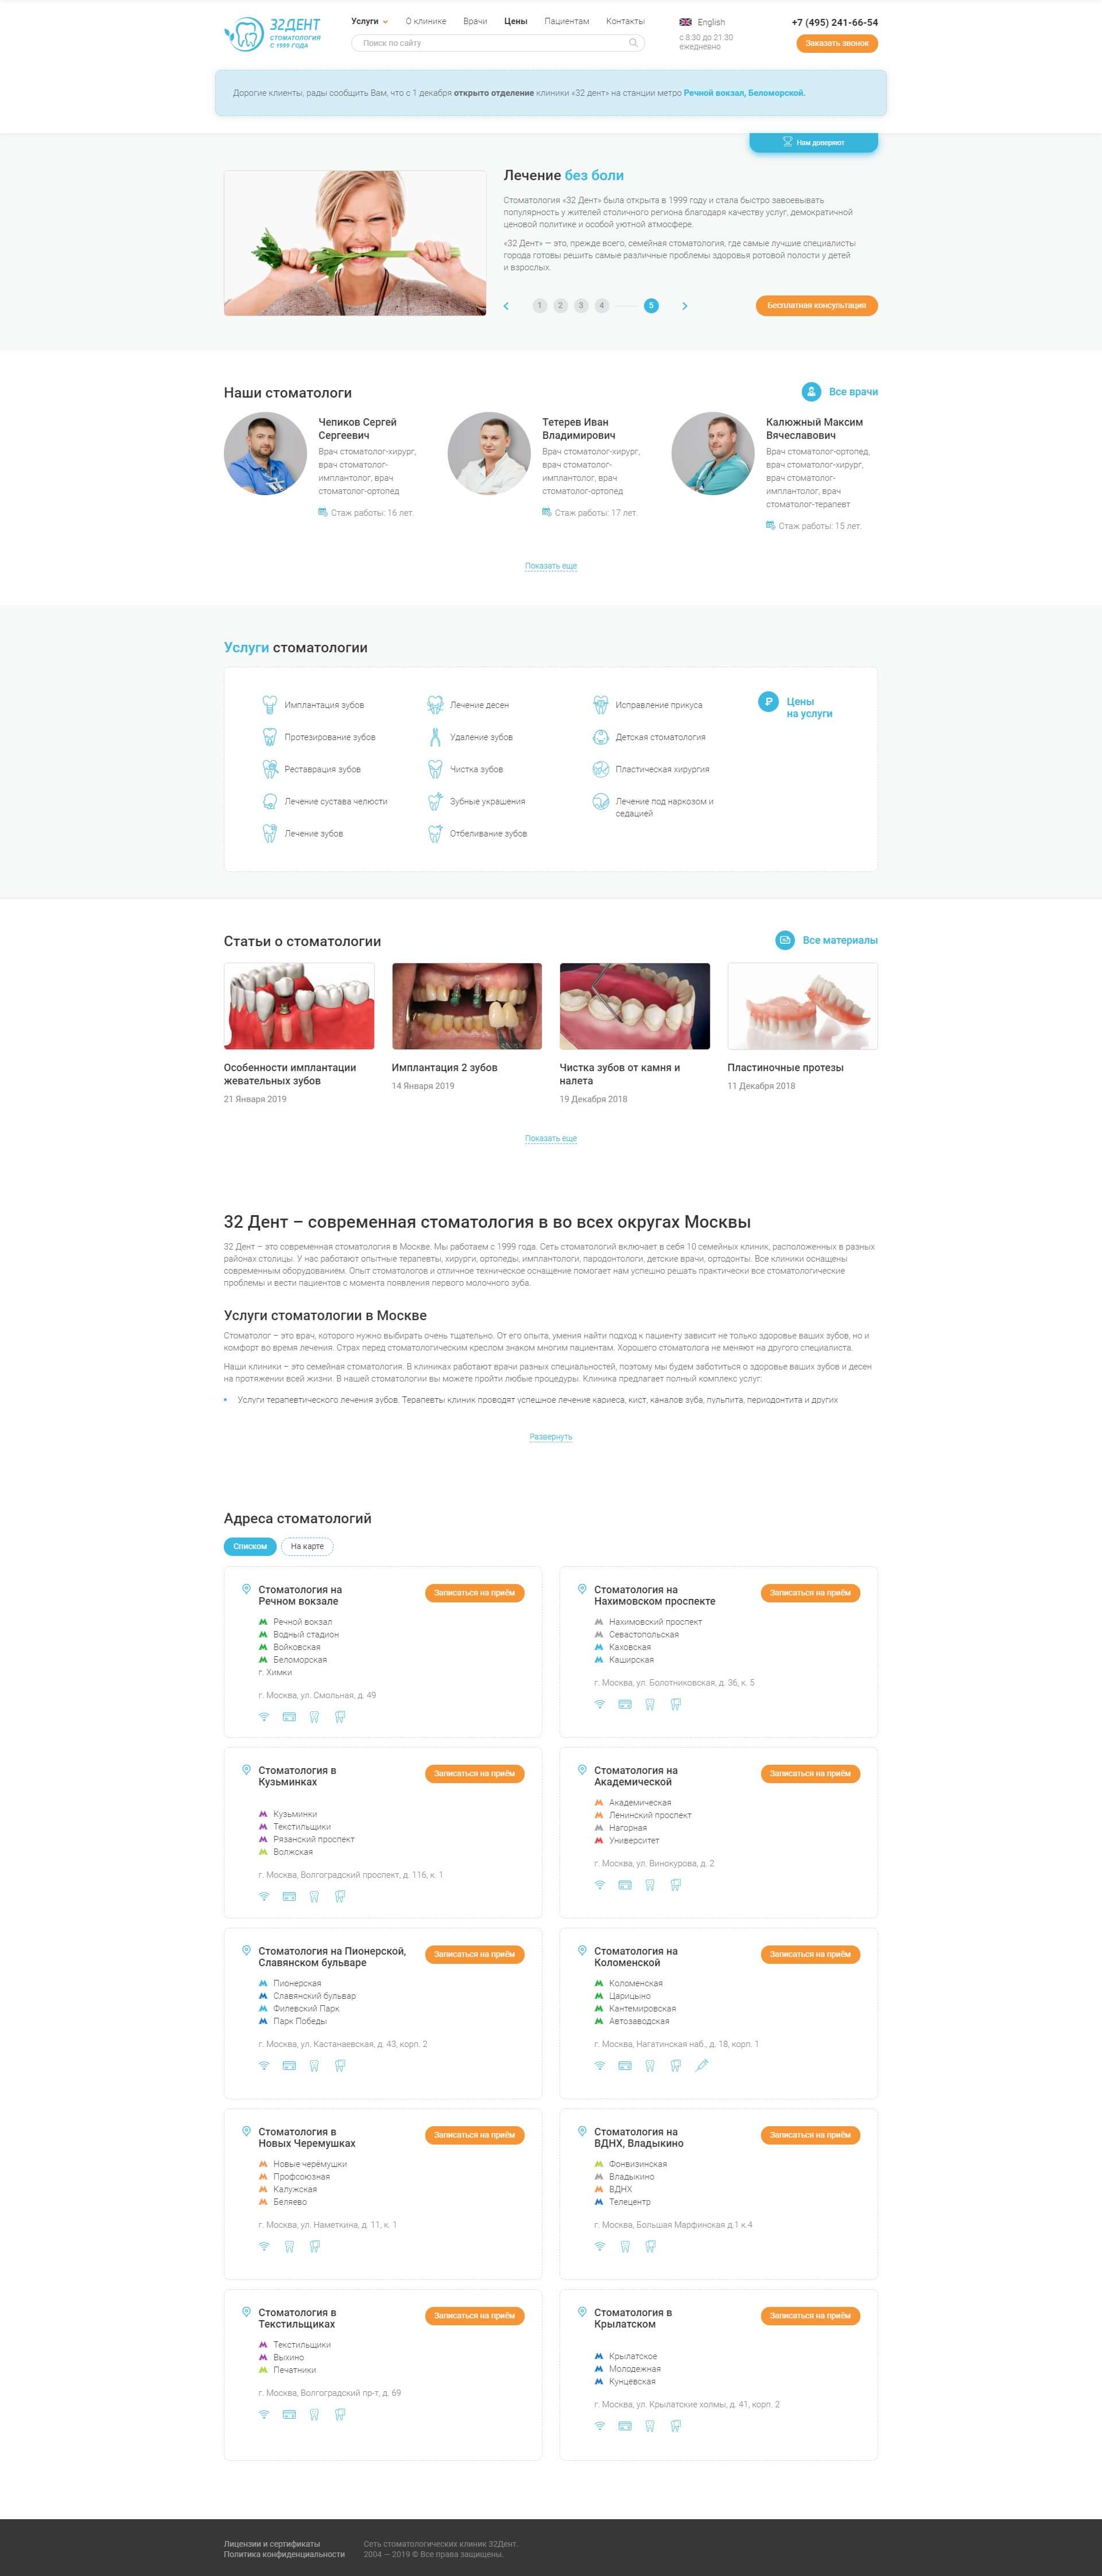 32ДЕНТ
СТОМАТОЛОГИЯ
С 1999 ГОДА
Услуги
О клинике
Врачи
Цены
Пациентам
Контакты
Поиск по сайту
English
с 8:30 до 21:30
ежедневно
+7 (495) 241-66-54
Заказать звонок
Дорогие клиенты, рады сообщить Вам, что с 1 декабря открыто отделение клиники «32 дент» на станции метро Речной вокзал, Беломорской.
Нам доверяют
Лечение без боли
Стоматология «32 Дент» была открыта в 1999 году и стала быстро завоевывать
популярность у жителей столичного региона благодаря качеству услуг, демократичной
ценовой политике и особой уютной атмосфере.
«32 Дент» — это, прежде всего, семейная стоматология, где самые лучшие специалисты
города готовы решить самые различные проблемы здоровья ротовой полости у детей
и взрослых.
1 2 3 4 5
Бесплатная консультация
Наши стоматологи
Все врачи
Чепиков Сергей
Сергеевич
Врач стоматолог-хирург,
врач стоматолог-
имплантолог, врач
стоматолог-ортопед
Стаж работы: 16 лет.
Тетерев Иван
Владимирович
Врач стоматолог-хирург,
врач стоматолог-
имплантолог, врач
стоматолог-ортопед
Стаж работы: 17 лет.
Калюжный Максим
Вячеславович
Врач стоматолог-ортопед,
врач стоматолог-хирург,
врач стоматолог-
имплантолог, врач
стоматолог-терапевт
Стаж работы: 15 лет.
Показать еще
Услуги стоматологии
Имплантация зубов
Протезирование зубов
Реставрация зубов
Лечение сустава челюсти
Лечение зубов
Лечение десен
Удаление зубов
Чистка зубов
Зубные украшения
Отбеливание зубов
Исправление прикуса
Детская стоматология
Пластическая хирургия
Лечение под наркозом и
седацией
Цены
на услуги
Статьи о стоматологии
Все материалы
Особенности имплантации
жевательных зубов
21 Января 2019
Имплантация 2 зубов
14 Января 2019
Чистка зубов от камня и
налета
19 Декабря 2018
Пластиночные протезы
11 Декабря 2018
Показать еще
32 Дент – современная стоматология в во всех округах Москвы
32 Дент – это современная стоматология в Москве. Мы работаем с 1999 года. Сеть стоматологий включает в себя 10 семейных клиник, расположенных в разных
районах столицы. У нас работают опытные терапевты, хирурги, ортопеды, имплантологи, пародонтологи, детские врачи, ортодонты. Все клиники оснащены
современным оборудованием. Опыт стоматологов и отличное техническое оснащение помогает нам успешно решать практически все стоматологические
проблемы и вести пациентов с момента появления первого молочного зуба.
Услуги стоматологии в Москве
Стоматолог – это врач, которого нужно выбирать очень тщательно. От его опыта, умения найти подход к пациенту зависит не только здоровье ваших зубов, но и
комфорт во время лечения. Страх перед стоматологическим креслом знаком многим пациентам. Хорошего стоматолога не меняют на другого специалиста.
Наши клиники – это семейная стоматология. В клиниках работают врачи разных специальностей, поэтому мы будем заботиться о здоровье ваших зубов и десен
на протяжении всей жизни. В нашей стоматологии вы можете пройти любые процедуры. Клиника предлагает полный комплекс услуг:
Услуги терапевтического лечения зубов. Терапевты клиник проводят успешное лечение кариеса, кист, каналов зуба, пульпита, периодонтита и других
Развернуть
Адреса стоматологий
Списком
На карте
Стоматология на
Речном вокзале
Записаться на приём
Речной вокзал
Водный стадион
Войковская
Беломорская
г. Химки
г. Москва, ул. Смольная, д. 49
Стоматология на
Нахимовском проспекте
Записаться на приём
Нахимовский проспект
Севастопольская
Каховская
Каширская
г. Москва, ул. Болотниковская, д. 36, к. 5
Стоматология в
Кузьминках
Записаться на приём
Кузьминки
Текстильщики
Рязанский проспект
Волжская
г. Москва, Волгоградский проспект, д. 116, к. 1
Стоматология на
Академической
Записаться на приём
Академическая
Ленинский проспект
Нагорная
Университет
г. Москва, ул. Винокурова, д. 2
Стоматология на Пионерской,
Славянском бульваре
Записаться на приём
Пионерская
Славянский бульвар
Филевский Парк
Парк Победы
г. Москва, ул. Кастанаевская, д. 43, корп. 2
Стоматология на
Коломенской
Записаться на приём
Коломенская
Царицыно
Кантемировская
Автозаводская
г. Москва, Нагатинская наб., д. 18, корп. 1
Стоматология в
Новых Черемушках
Записаться на приём
Новые черёмушки
Профсоюзная
Калужская
Беляево
г. Москва, ул. Наметкина, д. 11, к. 1
Стоматология на
ВДНХ, Владыкино
Записаться на приём
Фонвизинская
Владыкино
ВДНХ
Телецентр
г. Москва, Большая Марфинская д.1 к.4
Стоматология в
Текстильщиках
Записаться на приём
Текстильщики
Выхино
Печатники
г. Москва, Волгоградский пр-т, д. 69
Стоматология в
Крылатском
Записаться на приём
Крылатское
Молодежная
Кунцевская
г. Москва, ул. Крылатские холмы, д. 41, корп. 2
Лицензии и сертификаты
Политика конфиденциальности
Сеть стоматологических клиник 32Дент.
2004 — 2019 © Все права защищены.